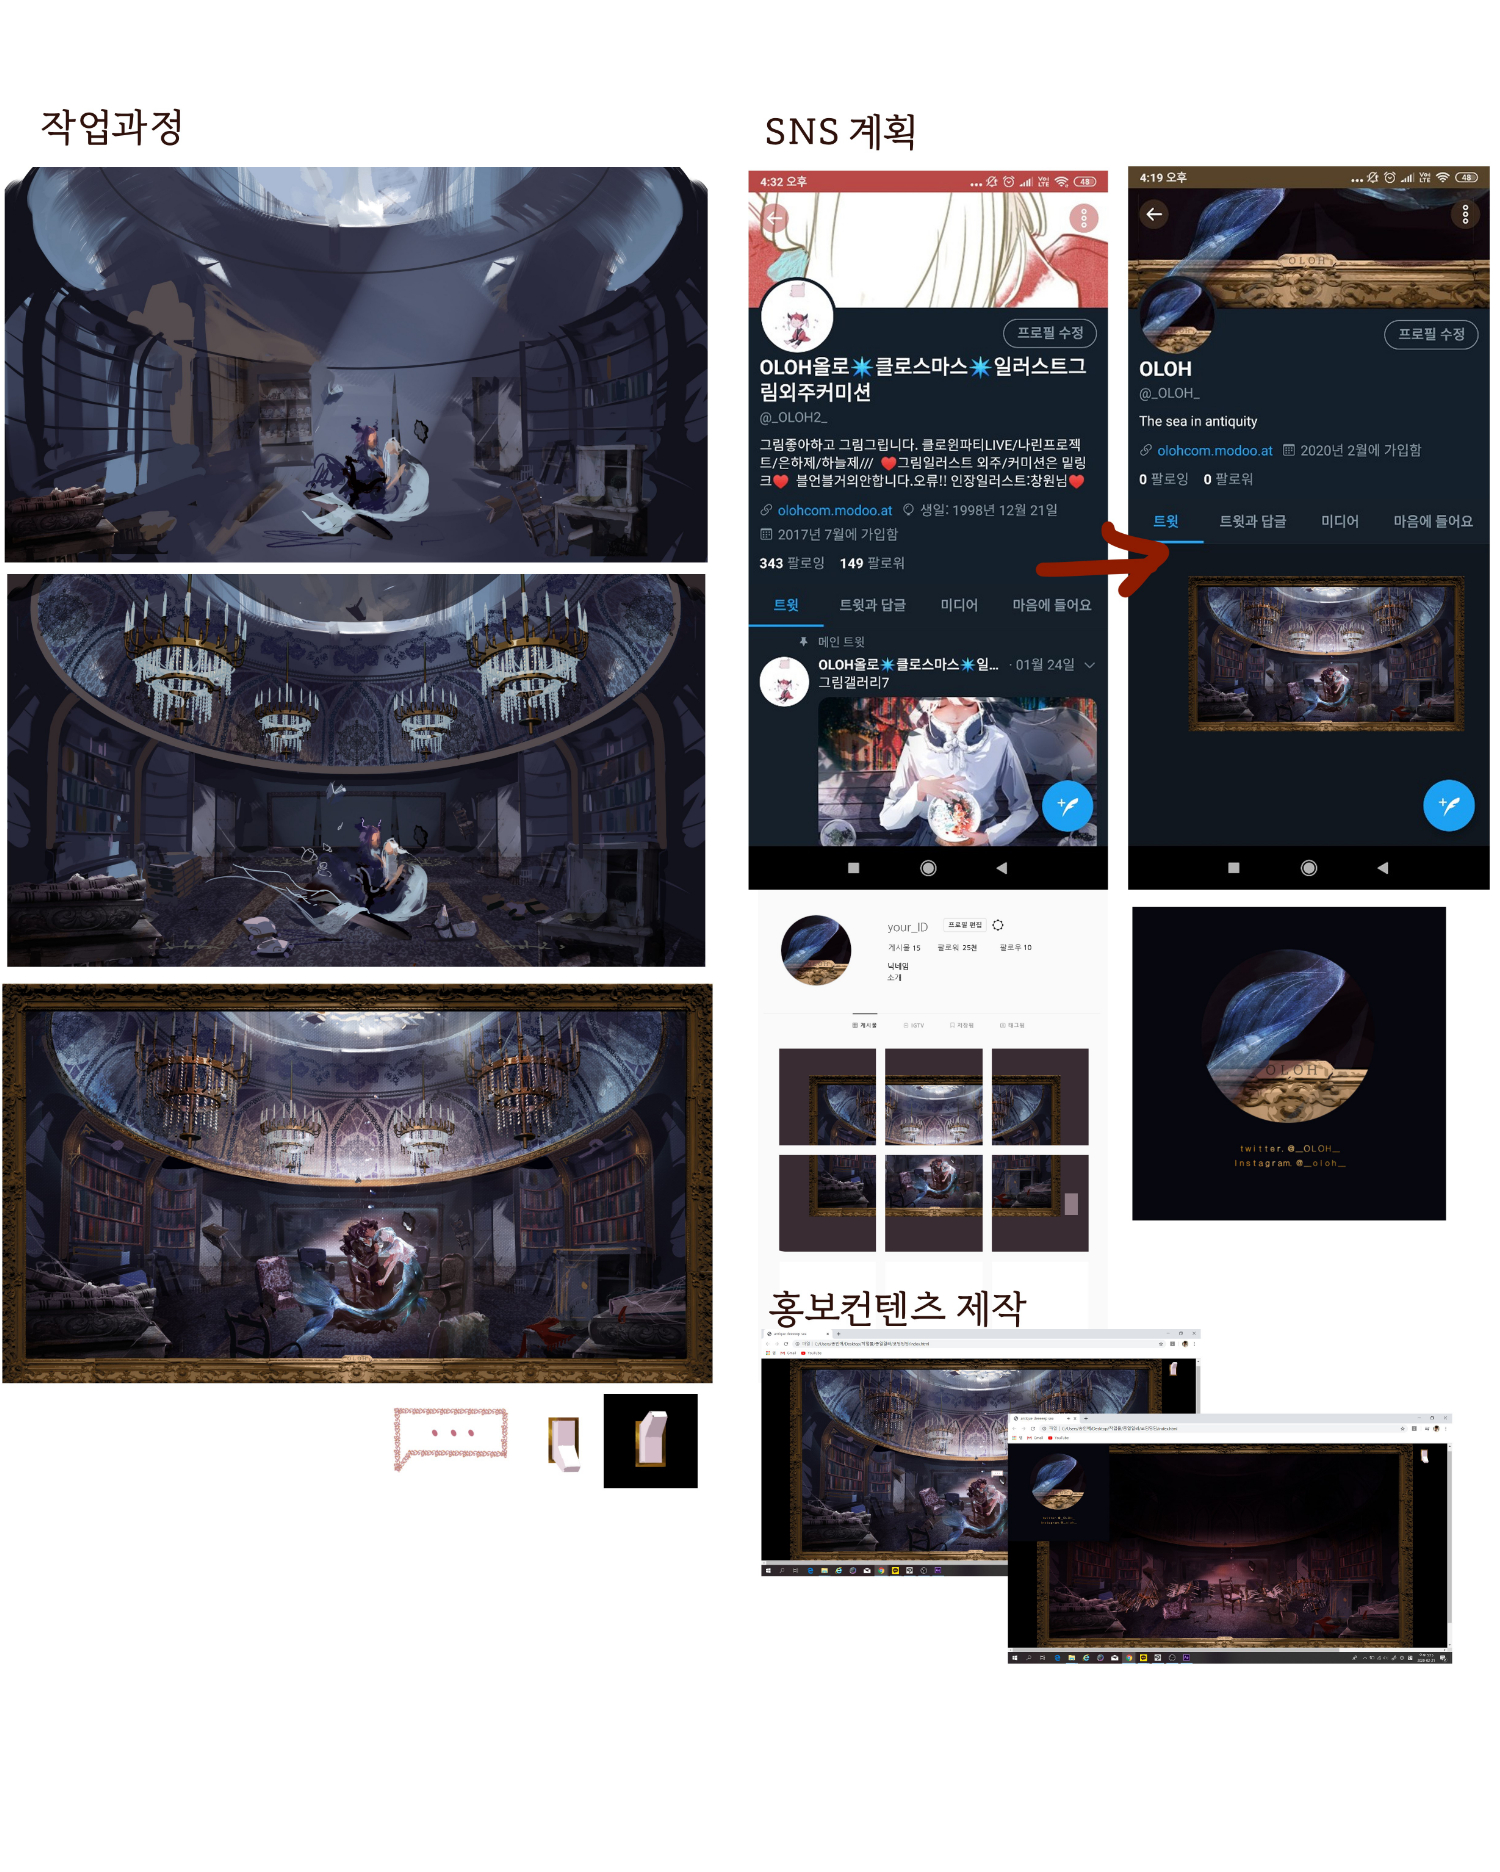 작업과정
SNS 계획
4:32 오후
48
프로필 수정
OLOH올로✴클로스마스✴일러스트그
림외주커미션
@_OLOH2_
그림좋아하고 그림그립니다. 클로윈파티LIVE/나린프로젝
트/은하제/하늘제/// ♥그림일러스트 외주/커미션은 밑링
크♥ 블언블거의안합니다.오류!! 인장일러스트:창원님♥
olohcom.modoo.at 생일: 1998년 12월 21일
2017년 7월에 가입함
343 팔로잉 149 팔로워
트윗 트윗과 답글 미디어 마음에 들어요
메인 트윗
OLOH올로✴클로스마스✴일... · 01월 24일
그림갤러리7
4:19 오후
48
OLOH
프로필 수정
OLOH
@_OLOH_
The sea in antiquity
olohcom.modoo.at 2020년 2월에 가입함
0 팔로잉 0 팔로워
트윗 트윗과 답글 미디어 마음에 들어요
your_ID 프로필 편집
게시물 15 팔로워 25천 팔로우 10
닉네임
소개
게시물 IGTV 저장됨 태그됨
OLOH
twitter. @__OLOH__
Instagram. @__oloh__
홍보컨텐츠 제작
Gmail Youtube
Gmail Youtube